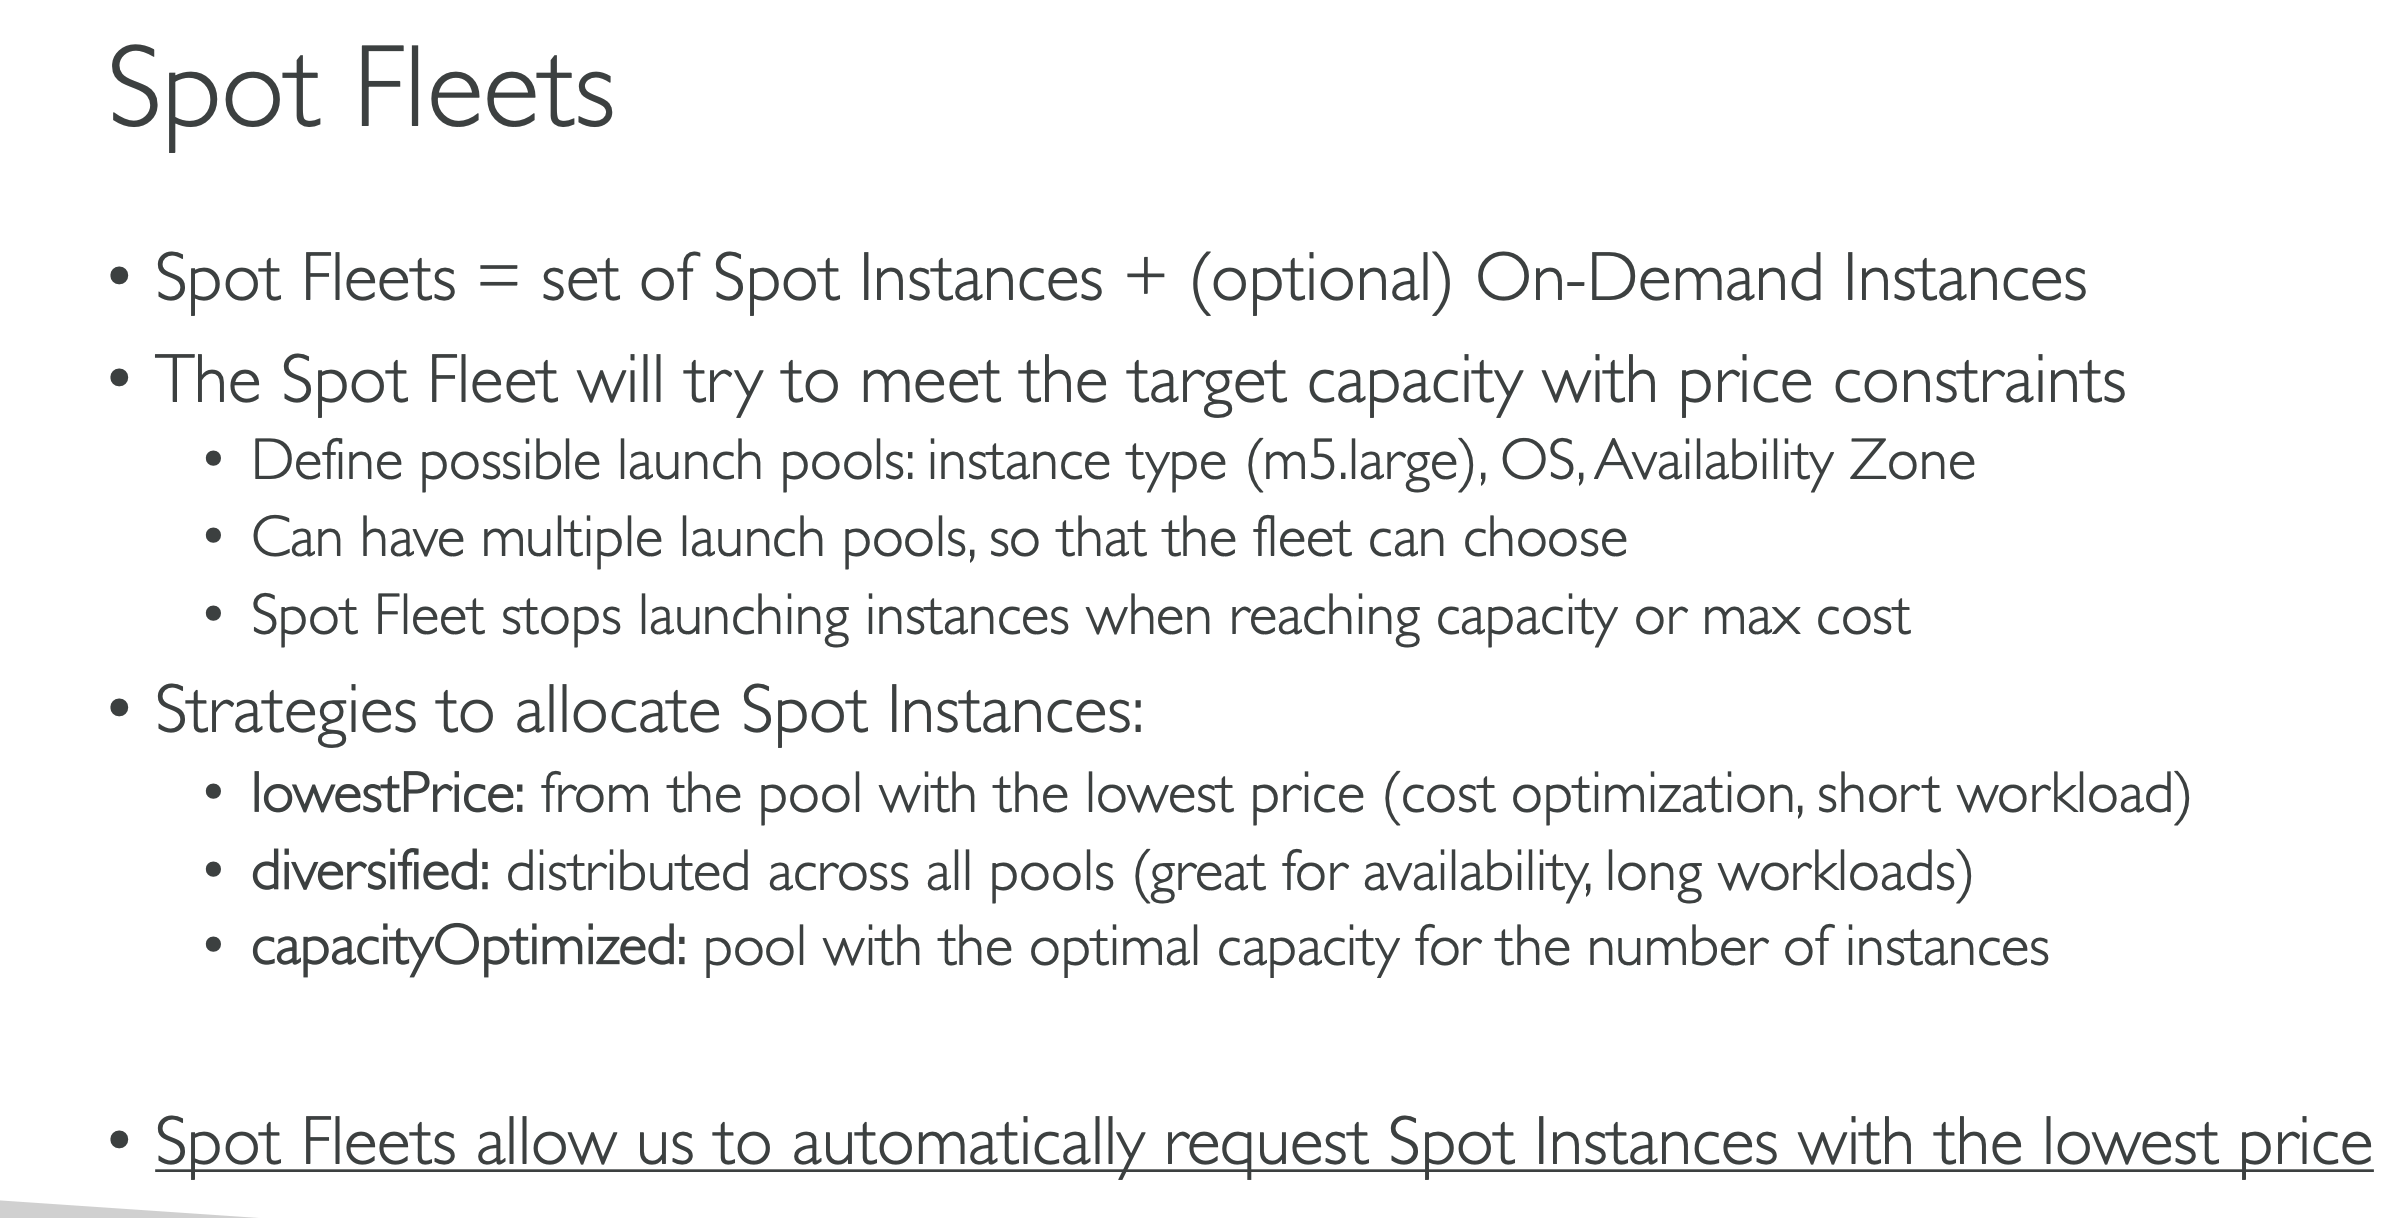 Spot Fleets
• Spot Fleets = set of Spot Instances + (optional) On-Demand Instances
• The Spot Fleet will try to meet the target capacity with price constraints
• Define possible launch pools: instance type (m5.large), OS, Availability Zone
• Can have multiple launch pools, so that the fleet can choose
• Spot Fleet stops launching instances when reaching capacity or max cost
• Strategies to allocate Spot Instances:
• lowestPrice: from the pool with the lowest price (cost optimization, short workload)
• diversified: distributed across all pools (great for availability, long workloads)
• capacityOptimized: pool with the optimal capacity for the number of instances
• Spot Fleets allow us to automatically request Spot Instances with the lowest price